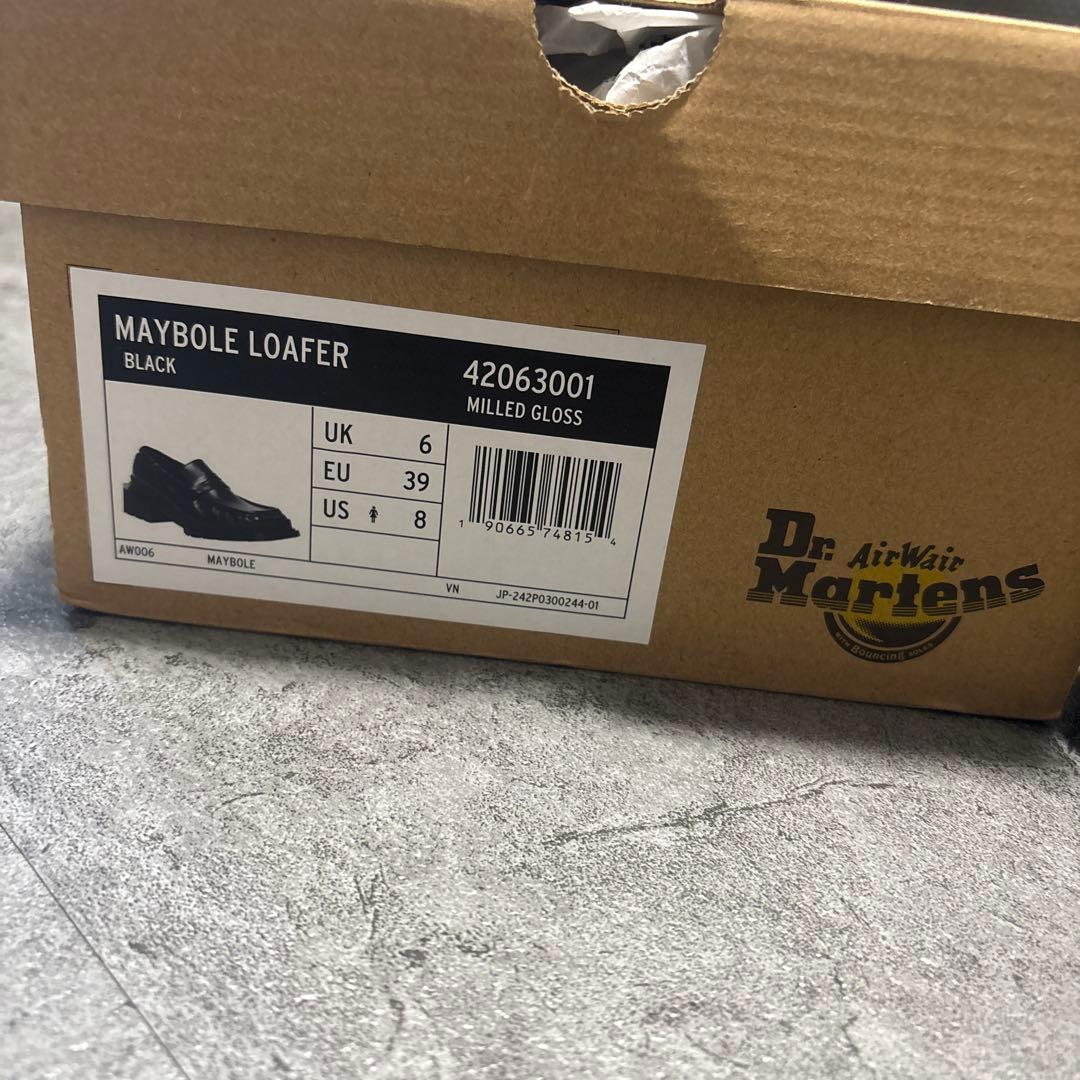 MAYBOLE LOAFER
BLACK
42063001
MILLED GLOSS
UK 6
EU 39
US 8
1 90665 74815 4
AW006
MAYBOLE
VN
JP-242P0300244-01
Dr. Martens
AirWair
WITH Bouncing SOLES